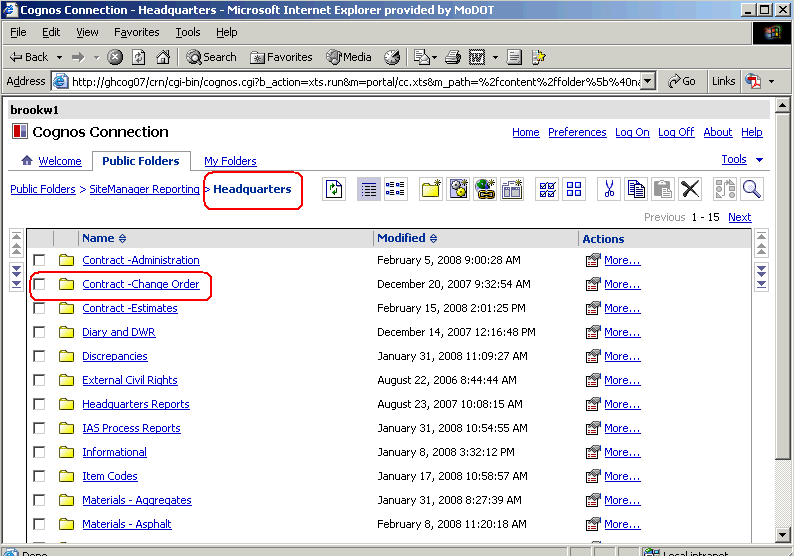 Cognos Connection - Headquarters - Microsoft Internet Explorer provided by MoDOT
File Edit View Favorites Tools Help
Back Search Favorites Media
Address http://ghcog07/crn/cgi-bin/cognos.cgi?b_action=xts.run&m=portal/cc.xts&m_path=%2fcontent%2ffolder%5b%40na Go Links
brookw1
Cognos Connection Home Preferences Log On Log Off About Help
Welcome Public Folders My Folders Tools
Public Folders > SiteManager Reporting > Headquarters
Previous 1 - 15 Next
Name Modified Actions
Contract -Administration February 5, 2008 9:00:28 AM More...
Contract -Change Order December 20, 2007 9:32:54 AM More...
Contract -Estimates February 15, 2008 2:01:25 PM More...
Diary and DWR December 14, 2007 12:16:48 PM More...
Discrepancies January 31, 2008 11:09:27 AM More...
External Civil Rights August 22, 2006 8:44:44 AM More...
Headquarters Reports August 23, 2007 10:08:15 AM More...
IAS Process Reports January 31, 2008 10:54:55 AM More...
Informational January 8, 2008 3:32:12 PM More...
Item Codes January 17, 2008 10:58:57 AM More...
Materials - Aggregates January 31, 2008 8:27:39 AM More...
Materials - Asphalt February 8, 2008 11:20:18 AM More...
Done Local intranet